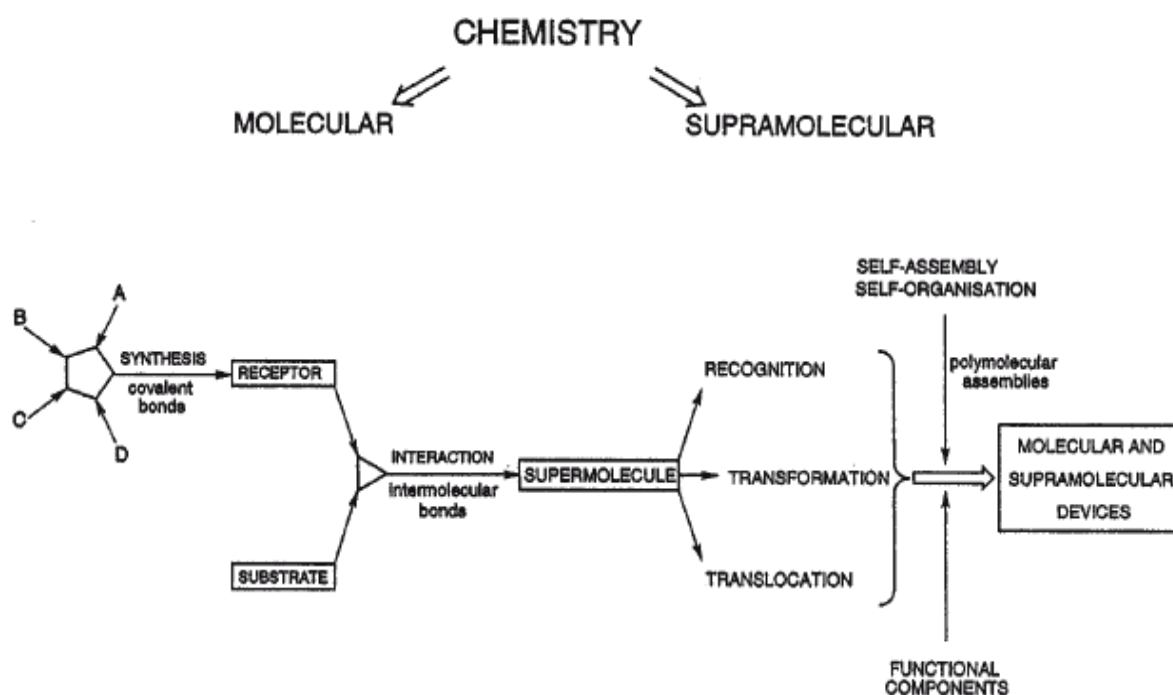 CHEMISTRY
MOLECULAR
SUPRAMOLECULAR
SELF-ASSEMBLY
SELF-ORGANISATION
polymolecular
assemblies
A
B
C
D
SYNTHESIS
covalent
bonds
RECEPTOR
SUBSTRATE
INTERACTION
intermolecular
bonds
SUPERMOLECULE
RECOGNITION
TRANSFORMATION
TRANSLOCATION
MOLECULAR AND
SUPRAMOLECULAR
DEVICES
FUNCTIONAL
COMPONENTS